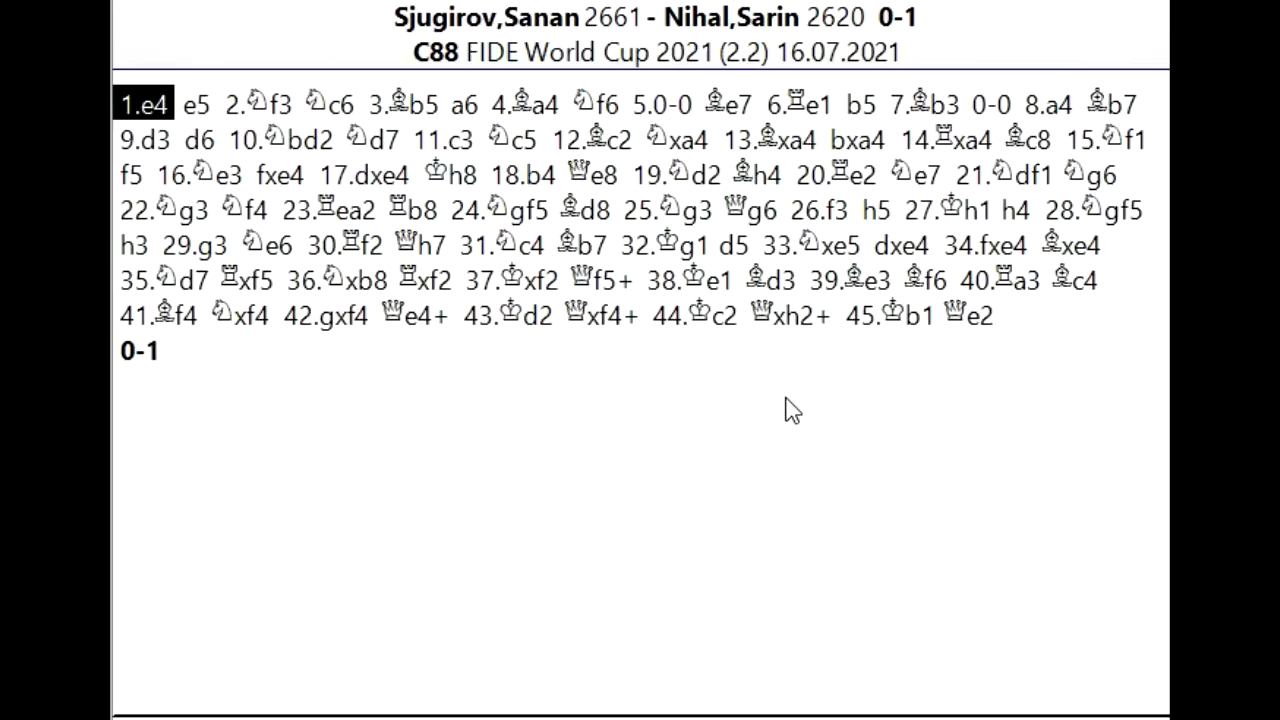 Sjugirov,Sanan 2661 - Nihal,Sarin 2620 0-1
C88 FIDE World Cup 2021 (2.2) 16.07.2021
1.e4 e5 2.♘f3 ♘c6 3.♗b5 a6 4.♗a4 ♘f6 5.0-0 ♗e7 6.♖e1 b5 7.♗b3 0-0 8.a4 ♗b7
9.d3 d6 10.♘bd2 ♘d7 11.c3 ♘c5 12.♗c2 ♘xa4 13.♗xa4 bxa4 14.♖xa4 ♗c8 15.♘f1
f5 16.♘e3 fxe4 17.dxe4 ♔h8 18.b4 ♕e8 19.♘d2 ♗h4 20.♖e2 ♘e7 21.♘df1 ♘g6
22.♘g3 ♘f4 23.♖ea2 ♖b8 24.♘gf5 ♗d8 25.♘g3 ♕g6 26.f3 h5 27.♔h1 h4 28.♘gf5
h3 29.g3 ♘e6 30.♖f2 ♕h7 31.♘c4 ♗b7 32.♔g1 d5 33.♘xe5 dxe4 34.fxe4 ♗xe4
35.♘d7 ♖xf5 36.♘xb8 ♖xf2 37.♔xf2 ♕f5+ 38.♔e1 ♗d3 39.♗e3 ♗f6 40.♖a3 ♗c4
41.♗f4 ♘xf4 42.gxf4 ♕e4+ 43.♔d2 ♕xf4+ 44.♔c2 ♕xh2+ 45.♔b1 ♕e2
0-1